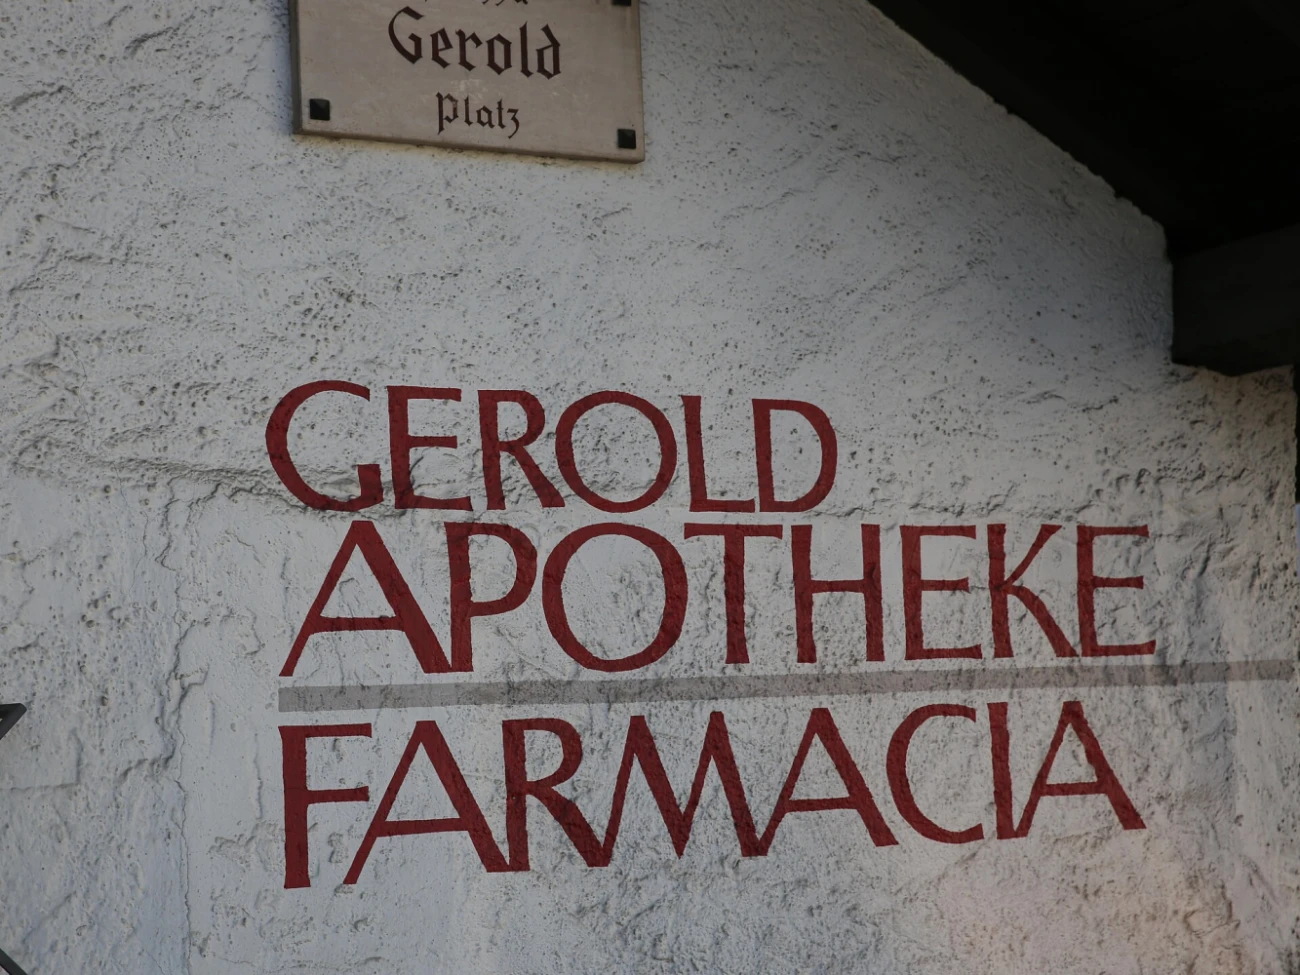 Gerold
Platz
GEROLD
APOTHEKE
FARMACIA